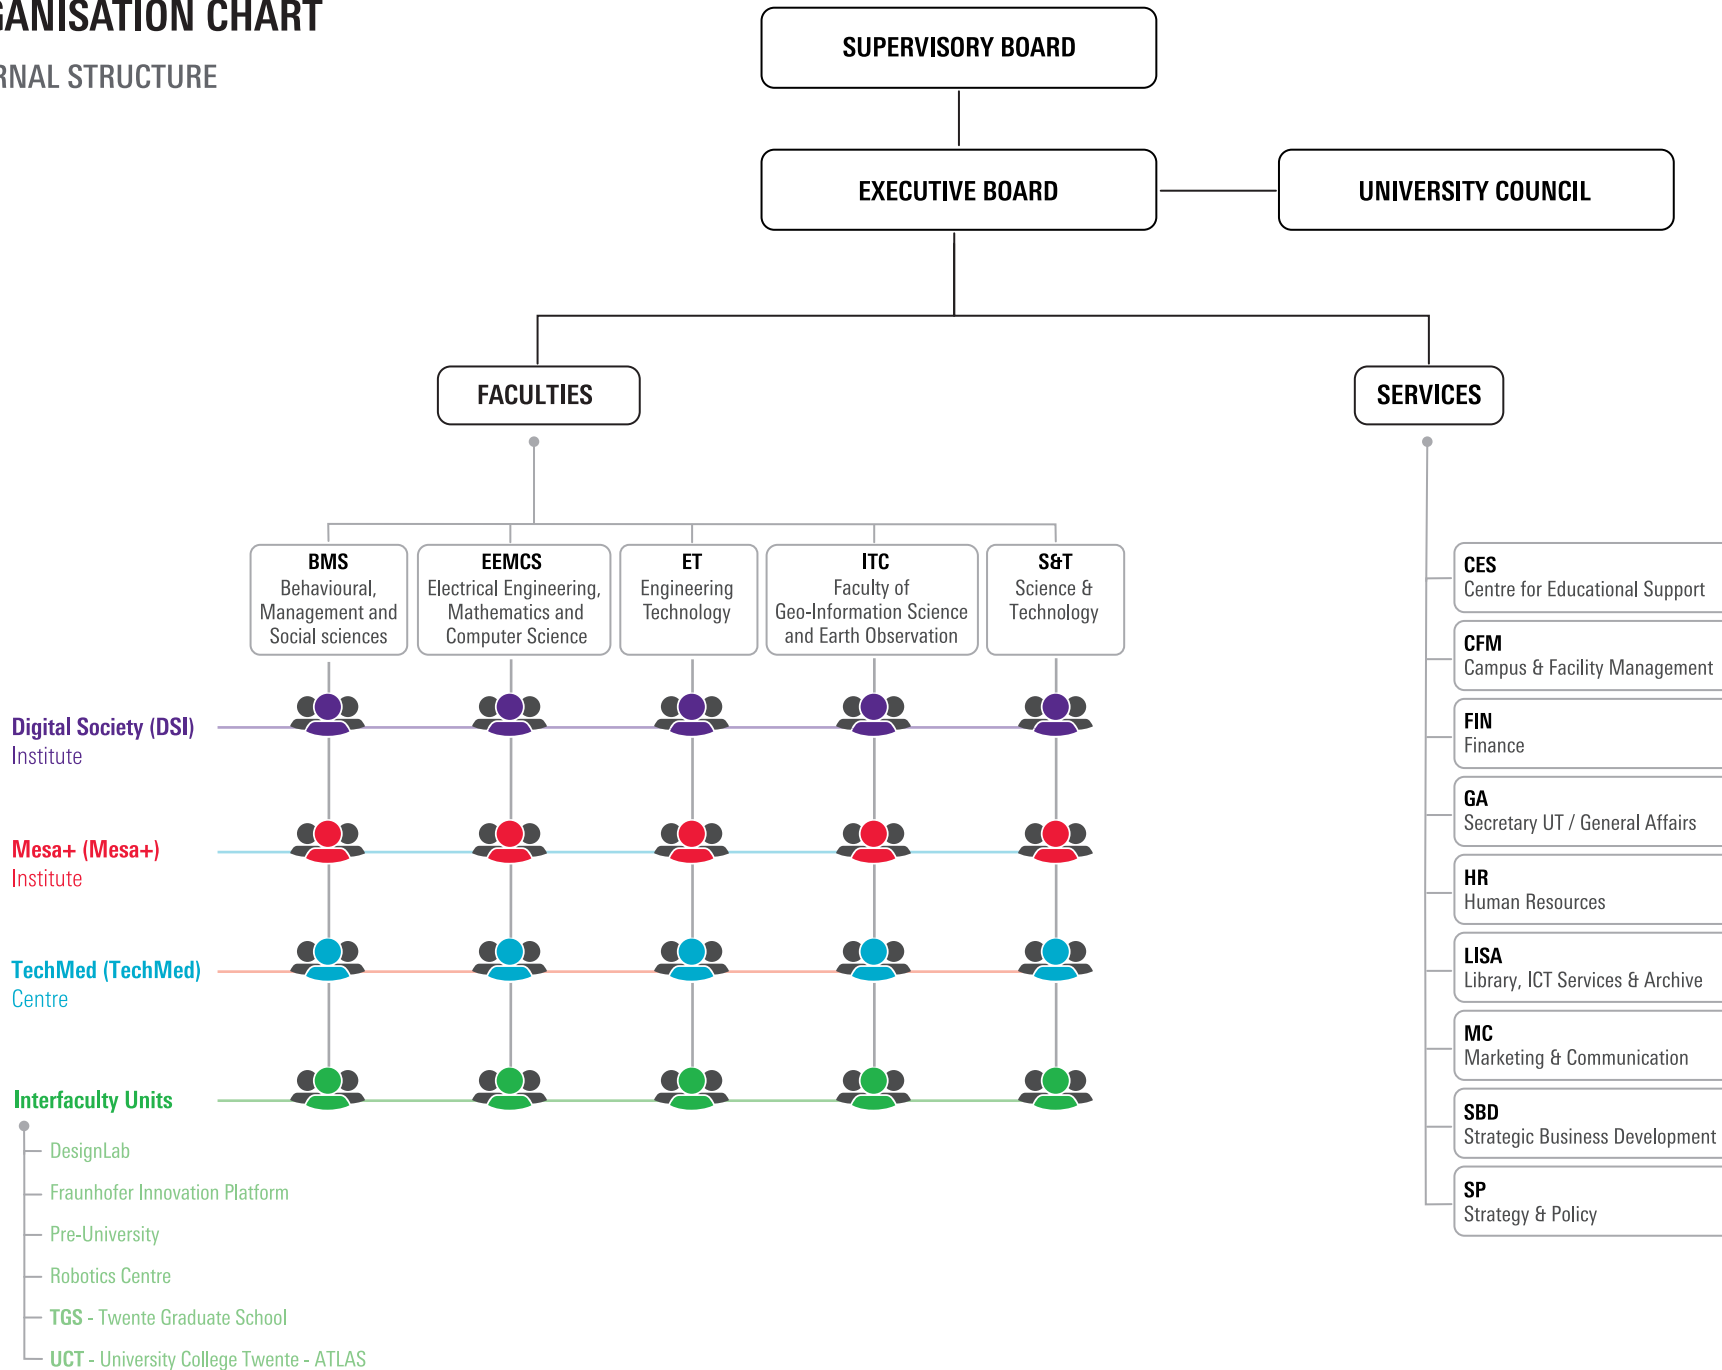 GANISATION CHART
RNAL STRUCTURE
SUPERVISORY BOARD
EXECUTIVE BOARD
UNIVERSITY COUNCIL
FACULTIES
SERVICES
BMS
Behavioural,
Management and
Social sciences
EEMCS
Electrical Engineering,
Mathematics and
Computer Science
ET
Engineering
Technology
ITC
Faculty of
Geo-Information Science
and Earth Observation
S&T
Science &
Technology
Digital Society (DSI)
Institute
Mesa+ (Mesa+)
Institute
TechMed (TechMed)
Centre
Interfaculty Units
DesignLab
Fraunhofer Innovation Platform
Pre-University
Robotics Centre
TGS - Twente Graduate School
UCT - University College Twente - ATLAS
CES
Centre for Educational Support
CFM
Campus & Facility Management
FIN
Finance
GA
Secretary UT / General Affairs
HR
Human Resources
LISA
Library, ICT Services & Archive
MC
Marketing & Communication
SBD
Strategic Business Development
SP
Strategy & Policy